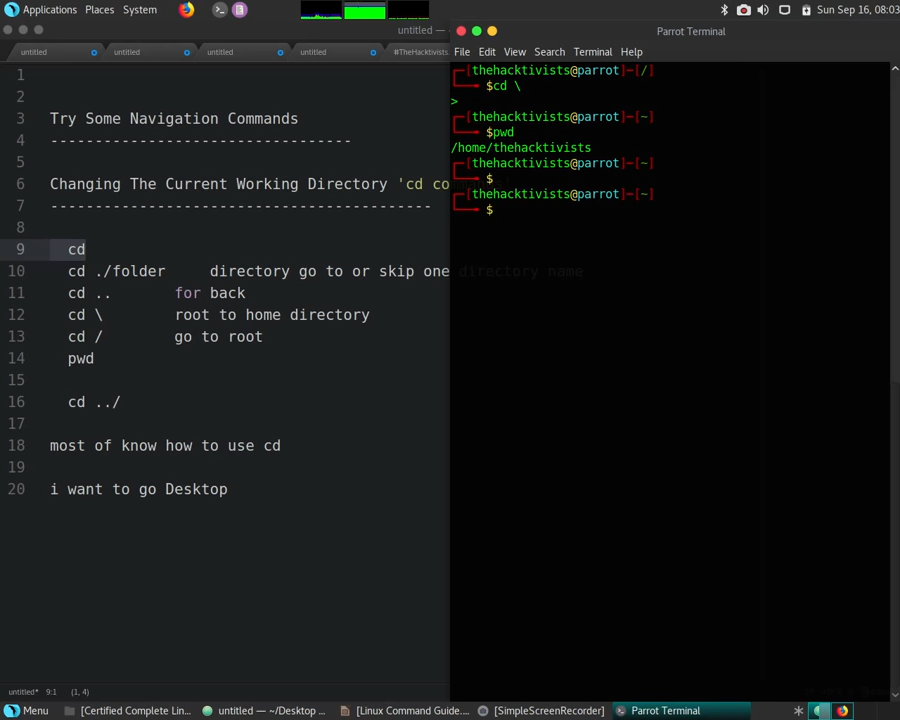 Applications Places System
Sun Sep 16, 08:03
untitled —
untitled
untitled
untitled
untitled
#TheHacktivists.
1
2
3 Try Some Navigation Commands
4 ----------------------------------
5
6 Changing The Current Working Directory 'cd co
7 -------------------------------------------
8
9 cd
10 cd ./folder directory go to or skip one directory name
11 cd .. for back
12 cd \ root to home directory
13 cd / go to root
14 pwd
15
16 cd ../
17
18 most of know how to use cd
19
20 i want to go Desktop
untitled* 9:1 (1, 4)
Parrot Terminal
File Edit View Search Terminal Help
[thehacktivists@parrot]─[/]
$cd \
>
[thehacktivists@parrot]─[~]
$pwd
/home/thehacktivists
[thehacktivists@parrot]─[~]
$
[thehacktivists@parrot]─[~]
$
Menu
[Certified Complete Lin...
untitled — ~/Desktop ...
[Linux Command Guide....
[SimpleScreenRecorder]
Parrot Terminal